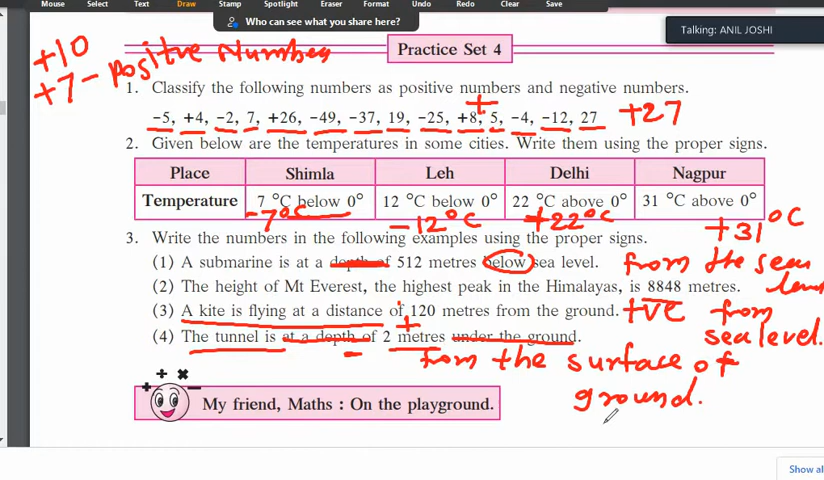 Mouse Select Text Draw Stamp Spotlight Eraser Format Undo Redo Clear Save
Who can see what you share here?
Talking: ANIL JOSHI
+10
+7 - positive Numbers
Practice Set 4
1. Classify the following numbers as positive numbers and negative numbers.
+
-5, +4, -2, 7, +26, -49, -37, 19, -25, +8, 5, -4, -12, 27 +27
2. Given below are the temperatures in some cities. Write them using the proper signs.
Place Shimla Leh Delhi Nagpur
Temperature 7 °C below 0° 12 °C below 0° 22 °C above 0° 31 °C above 0°
-7°C -12°C +22°C +31°C
3. Write the numbers in the following examples using the proper signs.
(1) A submarine is at a depth of 512 metres below sea level. from the sea
(2) The height of Mt Everest, the highest peak in the Himalayas, is 8848 metres.
(3) A kite is flying at a distance of 120 metres from the ground. +ve from
sea level.
+
(4) The tunnel is at a depth of 2 metres under the ground.
-
from the surface of
ground.
+ × + −
My friend, Maths : On the playground.
Show al